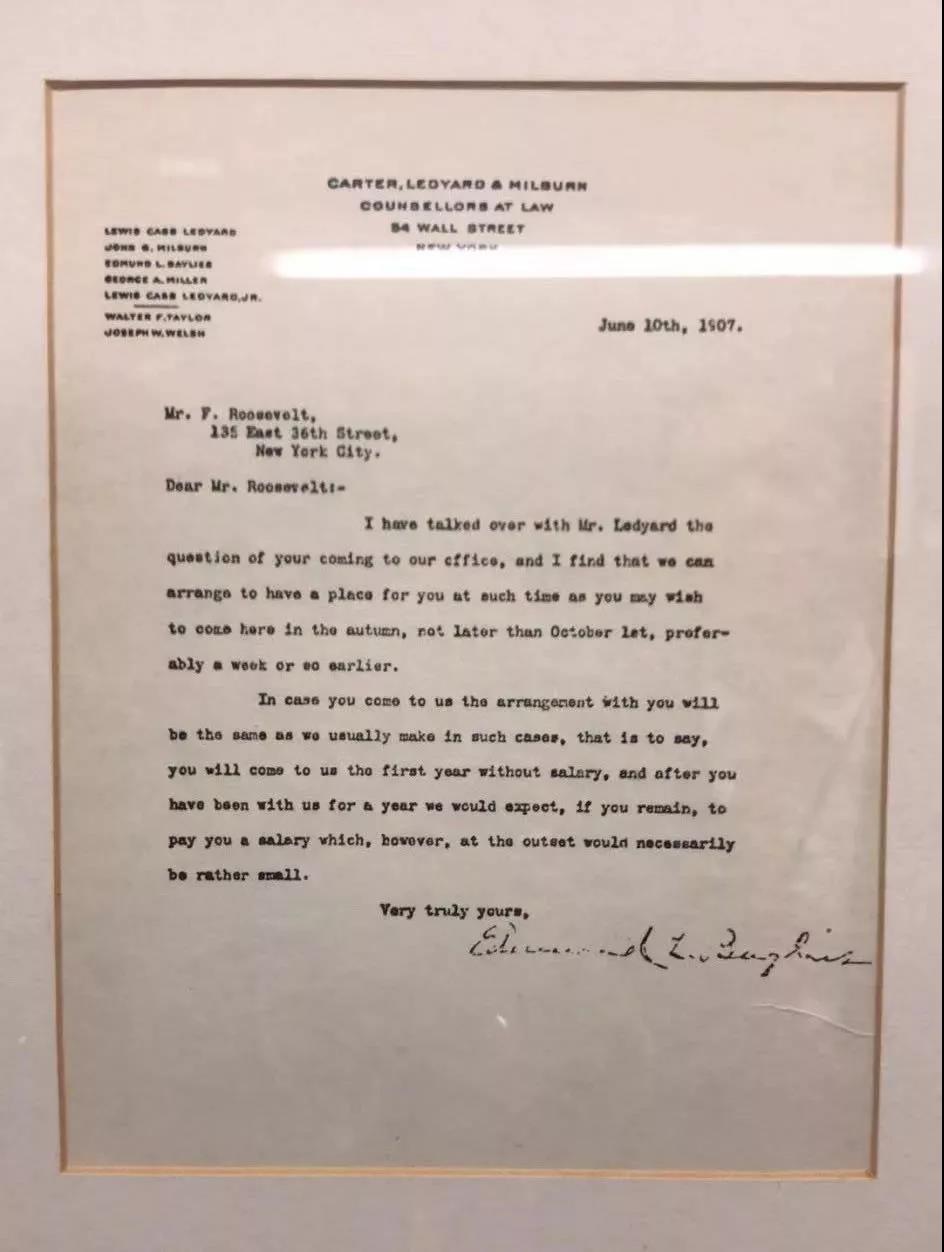 CARTER, LEDYARD & MILBURN
COUNSELLORS AT LAW
54 WALL STREET
NEW YORK
LEWIS CASS LEDYARD
JOHN G. MILBURN
EDMUND L. BAYLIES
GEORGE A. MILLER
LEWIS CASS LEDYARD, JR.
WALTER F. TAYLOR
JOSEPH W. WELSH
June 10th, 1907.
Mr. F. Roosevelt,
135 East 36th Street,
New York City.
Dear Mr. Roosevelt:-
I have talked over with Mr. Ledyard the
question of your coming to our office, and I find that we can
arrange to have a place for you at such time as you may wish
to come here in the autumn, not later than October 1st, prefer-
ably a week or so earlier.
In case you come to us the arrangement with you will
be the same as we usually make in such cases, that is to say,
you will come to us the first year without salary, and after you
have been with us for a year we would expect, if you remain, to
pay you a salary which, however, at the outset would necessarily
be rather small.
Very truly yours,
Edmund L. Baylies